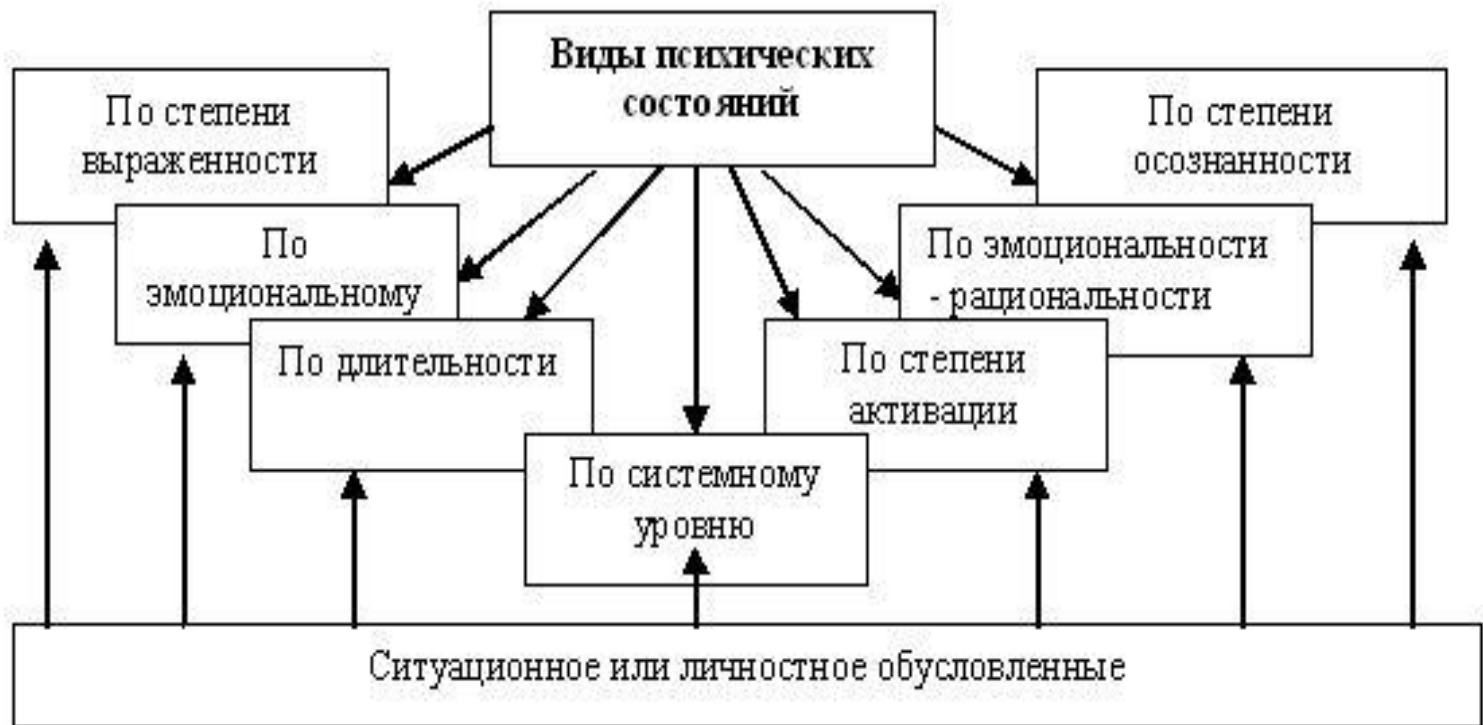 Виды психических
состояний
По степени
выраженности
По степени
осознанности
По
эмоциональному
По эмоциональности
- рациональности
По длительности
По степени
активации
По системному
уровню
Ситуационное или личностное обусловленные